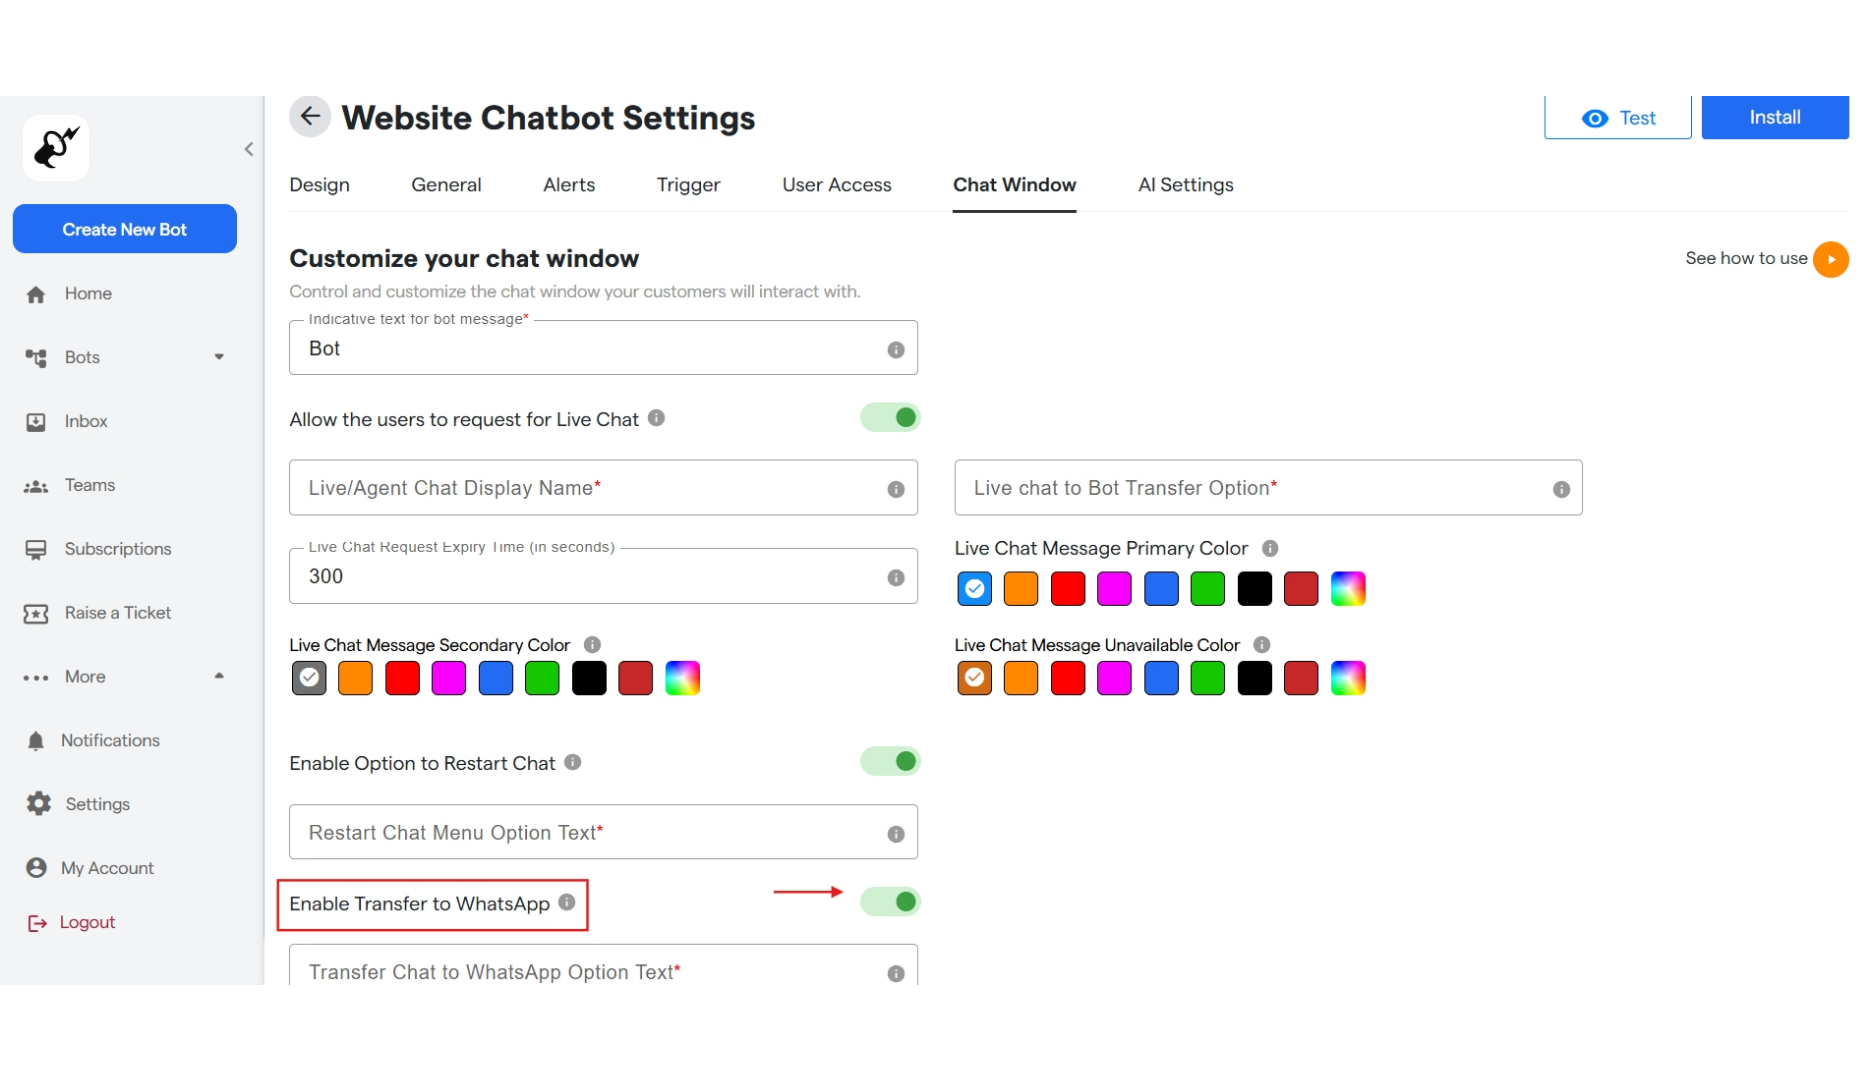 Website Chatbot Settings
Test
Install
Design
General
Alerts
Trigger
User Access
Chat Window
AI Settings
Create New Bot
Home
Bots
Inbox
Teams
Subscriptions
Raise a Ticket
More
Notifications
Settings
My Account
Logout
Customize your chat window
See how to use
Control and customize the chat window your customers will interact with.
Indicative text for bot message*
Bot
Allow the users to request for Live Chat
Live/Agent Chat Display Name*
Live chat to Bot Transfer Option*
Live Chat Request Expiry Time (in seconds)
300
Live Chat Message Primary Color
Live Chat Message Secondary Color
Live Chat Message Unavailable Color
Enable Option to Restart Chat
Restart Chat Menu Option Text*
Enable Transfer to WhatsApp
Transfer Chat to WhatsApp Option Text*